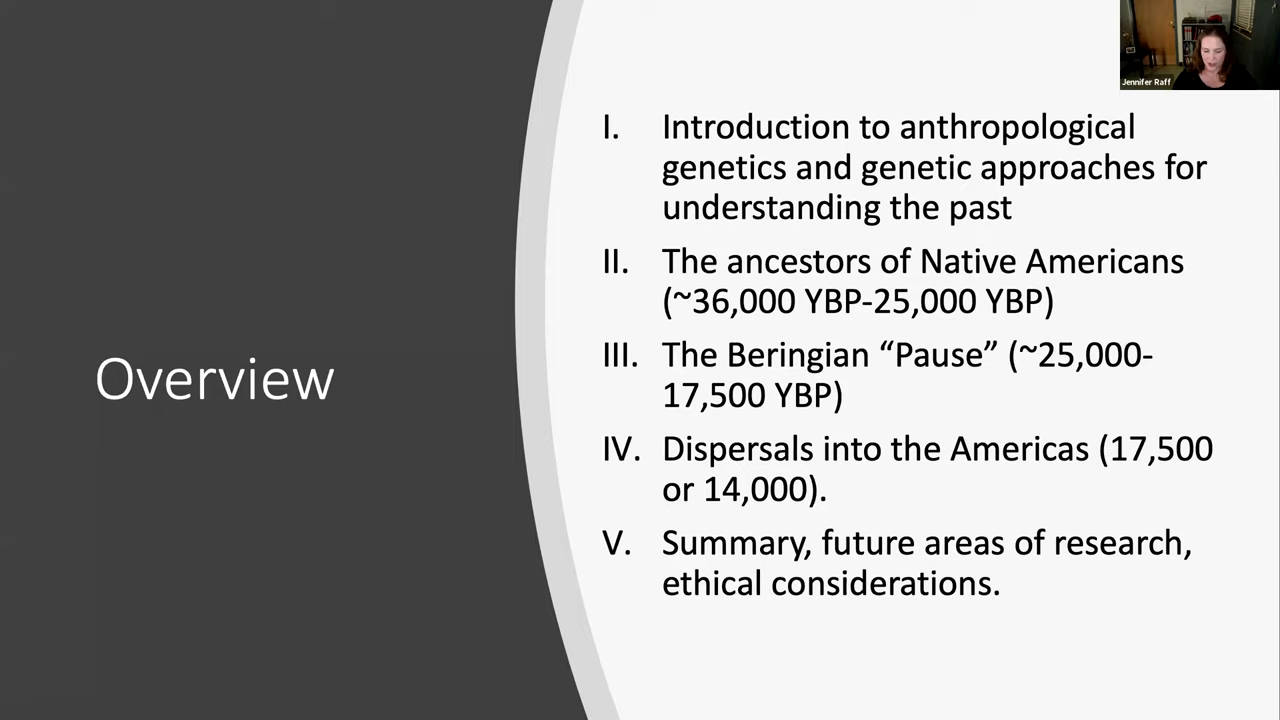 Jennifer Raff
Overview
I. Introduction to anthropological
genetics and genetic approaches for
understanding the past
II. The ancestors of Native Americans
(~36,000 YBP-25,000 YBP)
III. The Beringian “Pause” (~25,000-
17,500 YBP)
IV. Dispersals into the Americas (17,500
or 14,000).
V. Summary, future areas of research,
ethical considerations.